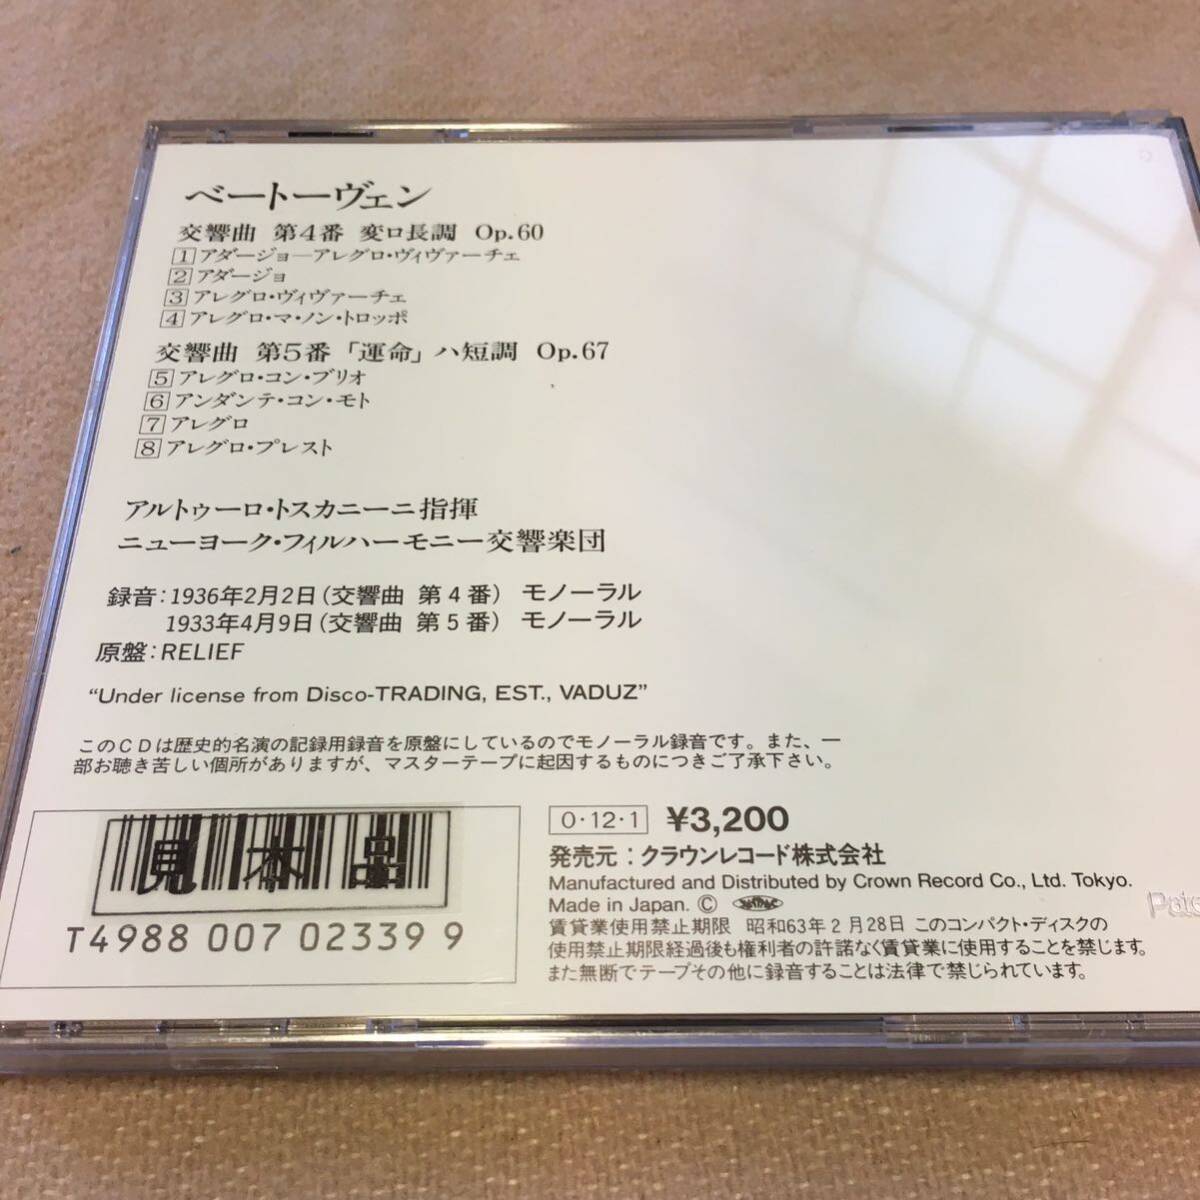 ベートーヴェン
交響曲 第4番 変ロ長調 Op.60
1 アダージョ—アレグロ・ヴィヴァーチェ
2 アダージョ
3 アレグロ・ヴィヴァーチェ
4 アレグロ・マ・ノン・トロッポ
交響曲 第5番「運命」ハ短調 Op.67
5 アレグロ・コン・ブリオ
6 アンダンテ・コン・モト
7 アレグロ
8 アレグロ・プレスト
アルトゥーロ・トスカニーニ指揮
ニューヨーク・フィルハーモニー交響楽団
録音：1936年2月2日（交響曲 第4番） モノーラル
1933年4月9日（交響曲 第5番） モノーラル
原盤：RELIEF
“Under license from Disco-TRADING, EST., VADUZ”
このCDは歴史的名演の記録用録音を原盤にしているのでモノーラル録音です。また、一
部お聴き苦しい個所がありますが、マスターテープに起因するものにつきご了承下さい。
見本品
T4988 007 02339 9
0・12・1 ¥3,200
発売元：クラウンレコード株式会社
Manufactured and Distributed by Crown Record Co., Ltd. Tokyo.
Made in Japan. Ⓒ
賃貸業使用禁止期限 昭和63年2月28日 このコンパクト・ディスクの
使用禁止期限経過後も権利者の許諾なく賃貸業に使用することを禁じます。
また無断でテープその他に録音することは法律で禁じられています。